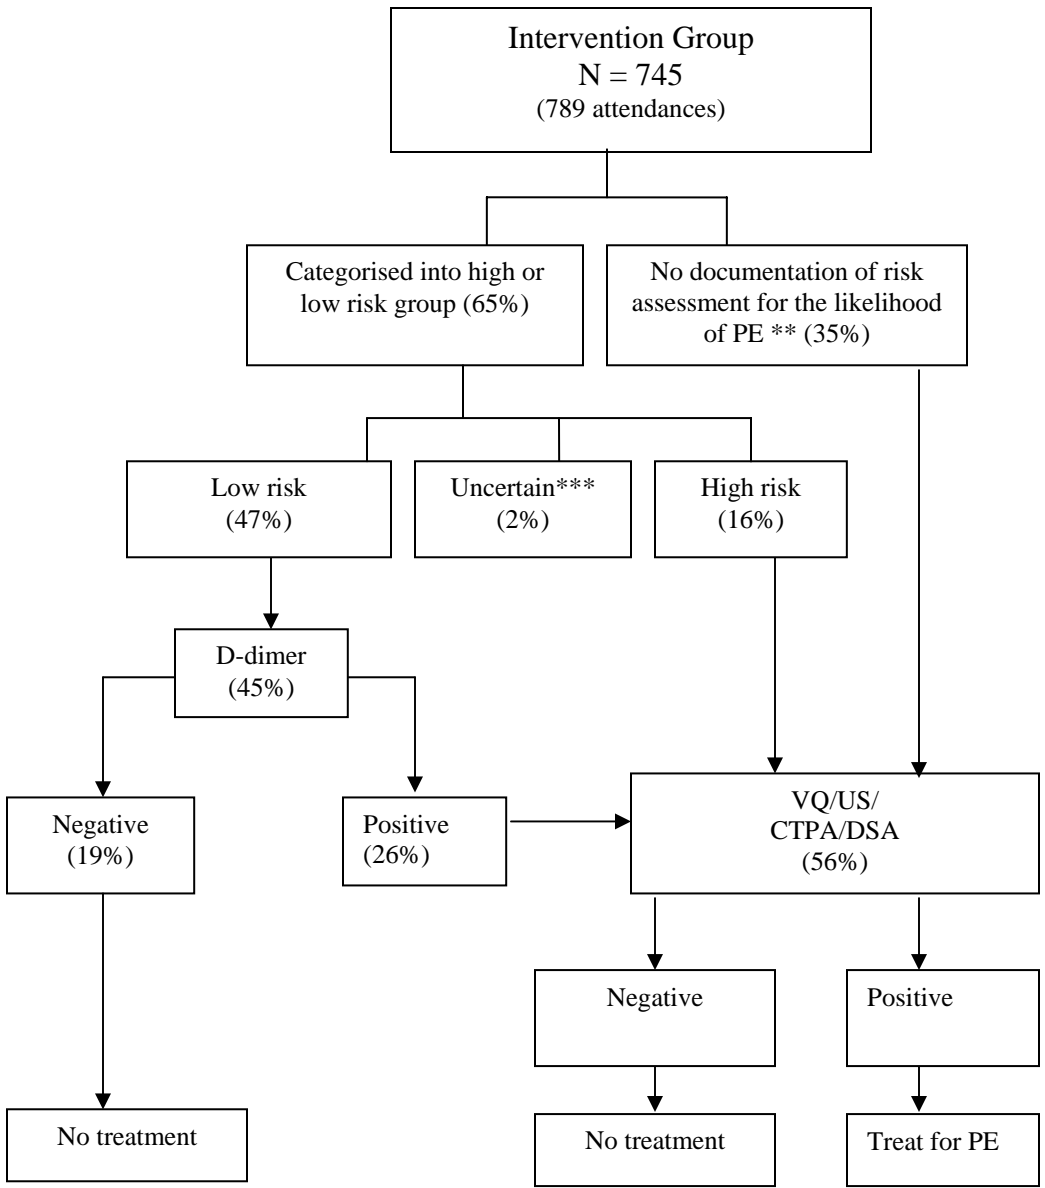 Intervention Group
N = 745
(789 attendances)
Categorised into high or
low risk group (65%)
No documentation of risk
assessment for the likelihood
of PE ** (35%)
Low risk
(47%)
Uncertain***
(2%)
High risk
(16%)
D-dimer
(45%)
Negative
(19%)
Positive
(26%)
VQ/US/
CTPA/DSA
(56%)
Negative
Positive
No treatment
No treatment
Treat for PE